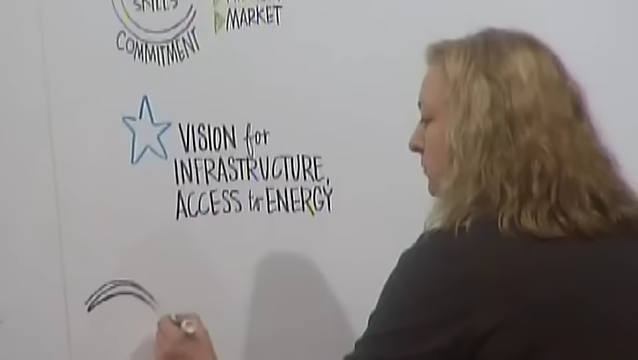 SKILLS
MARKET
COMMITMENT
VISION for
INFRASTRUCTURE,
ACCESS to ENERGY